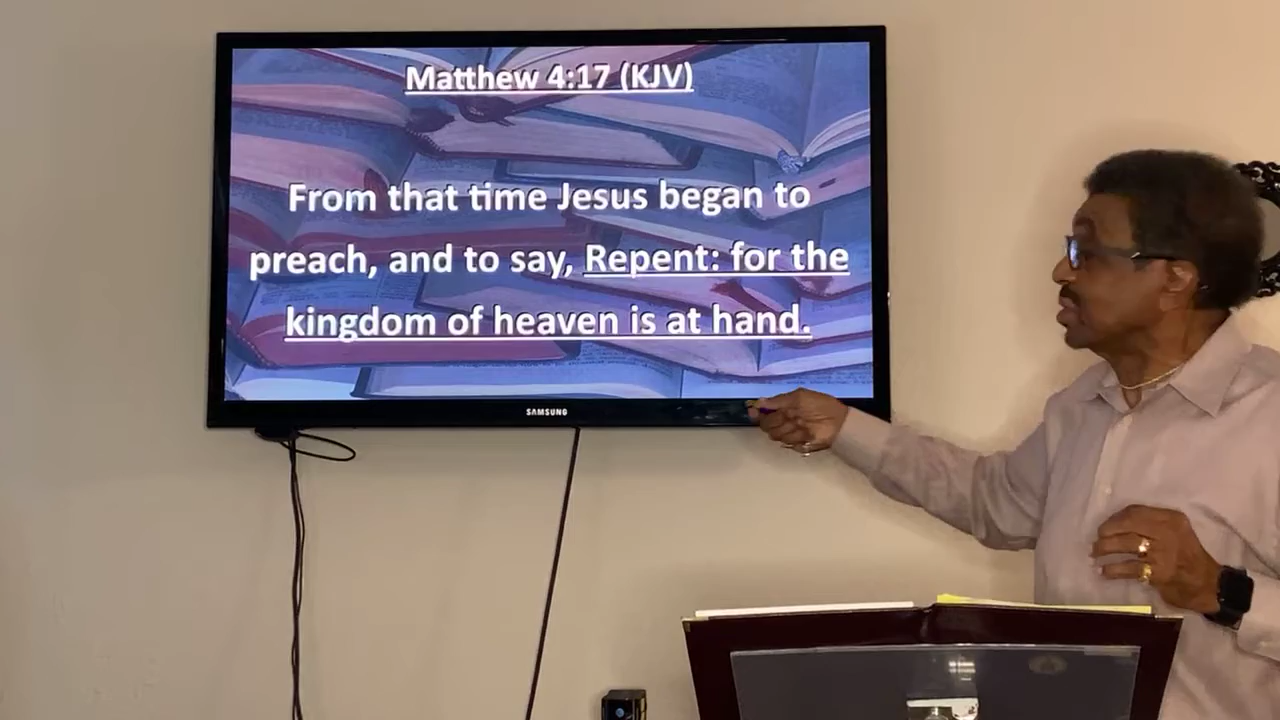 Matthew 4:17 (KJV)
From that time Jesus began to
preach, and to say, Repent: for the
kingdom of heaven is at hand.
SAMSUNG